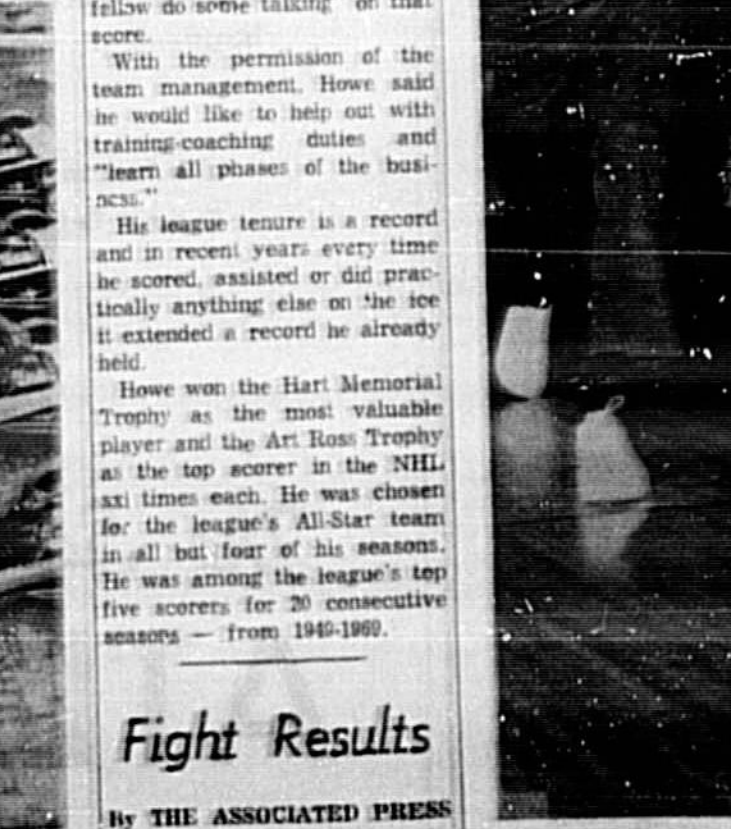 fellow do some talking on that
score.
With the permission of the
team management, Howe said
he would like to help out with
training-coaching duties and
"learn all phases of the busi-
ness."
His league tenure is a record
and in recent years every time
he scored, assisted or did prac-
tically anything else on the ice
it extended a record he already
held.
Howe won the Hart Memorial
Trophy as the most valuable
player and the Art Ross Trophy
as the top scorer in the NHL
sxi times each. He was chosen
for the league's All-Star team
in all but four of his seasons.
He was among the league's top
five scorers for 20 consecutive
seasons — from 1949-1969.
Fight Results
By THE ASSOCIATED PRESS